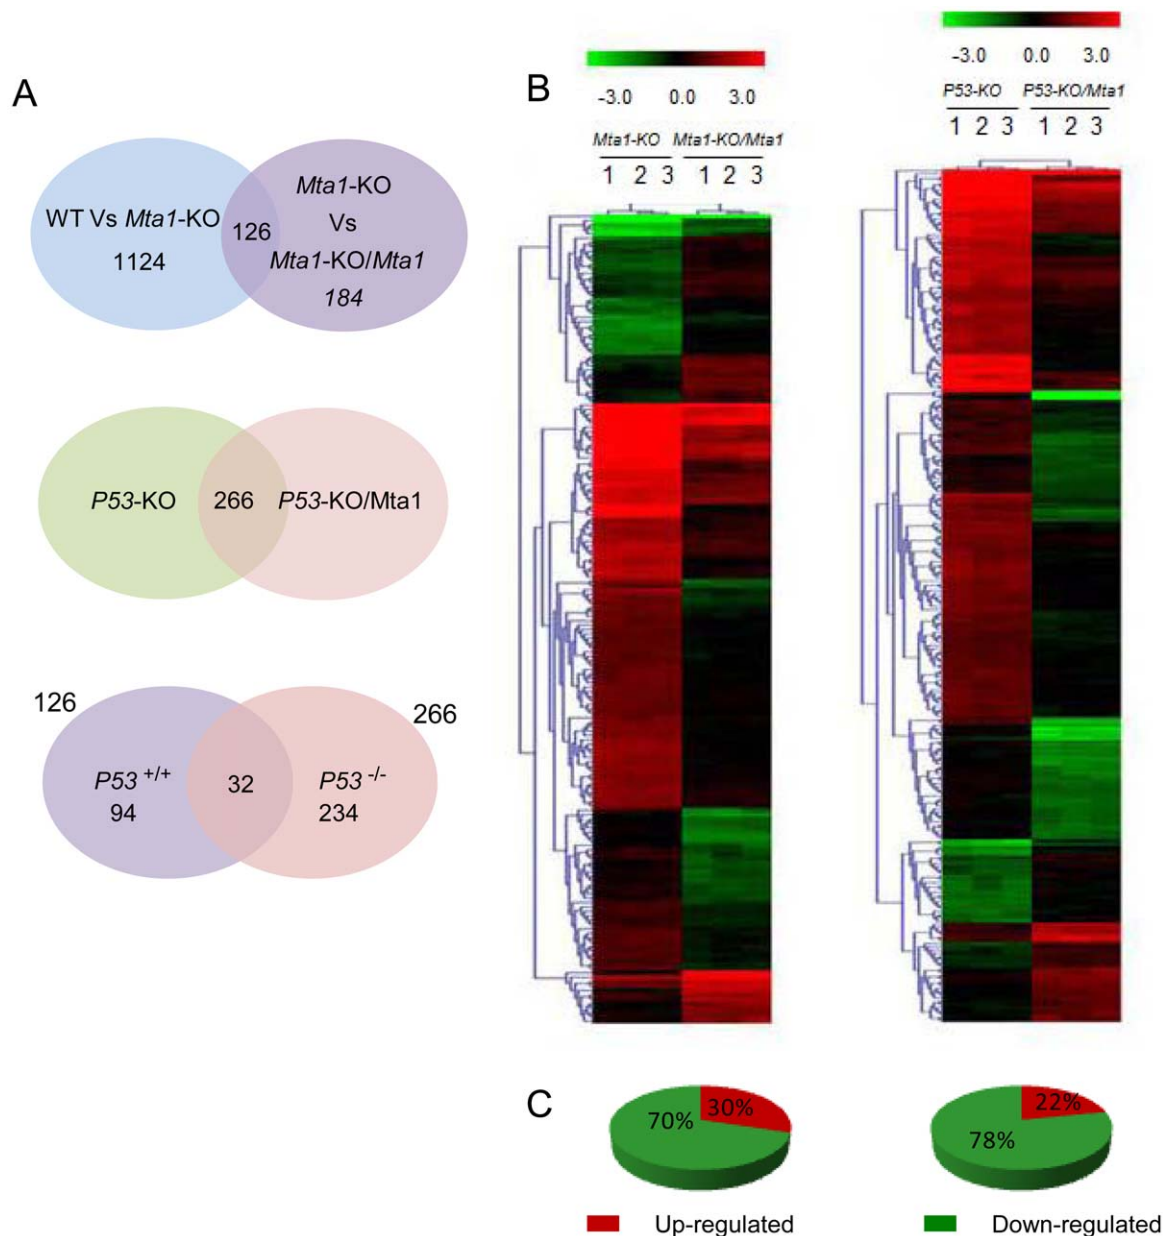 A
WT Vs Mta1-KO
1124
126
Mta1-KO
Vs
Mta1-KO/Mta1
184
P53-KO
266
P53-KO/Mta1
126
266
P53 +/+
94
32
P53 -/-
234
B
-3.0 0.0 3.0
Mta1-KO Mta1-KO/Mta1
1 2 3 1 2 3
-3.0 0.0 3.0
P53-KO P53-KO/Mta1
1 2 3 1 2 3
C
70% 30%
22%
78%
Up-regulated
Down-regulated